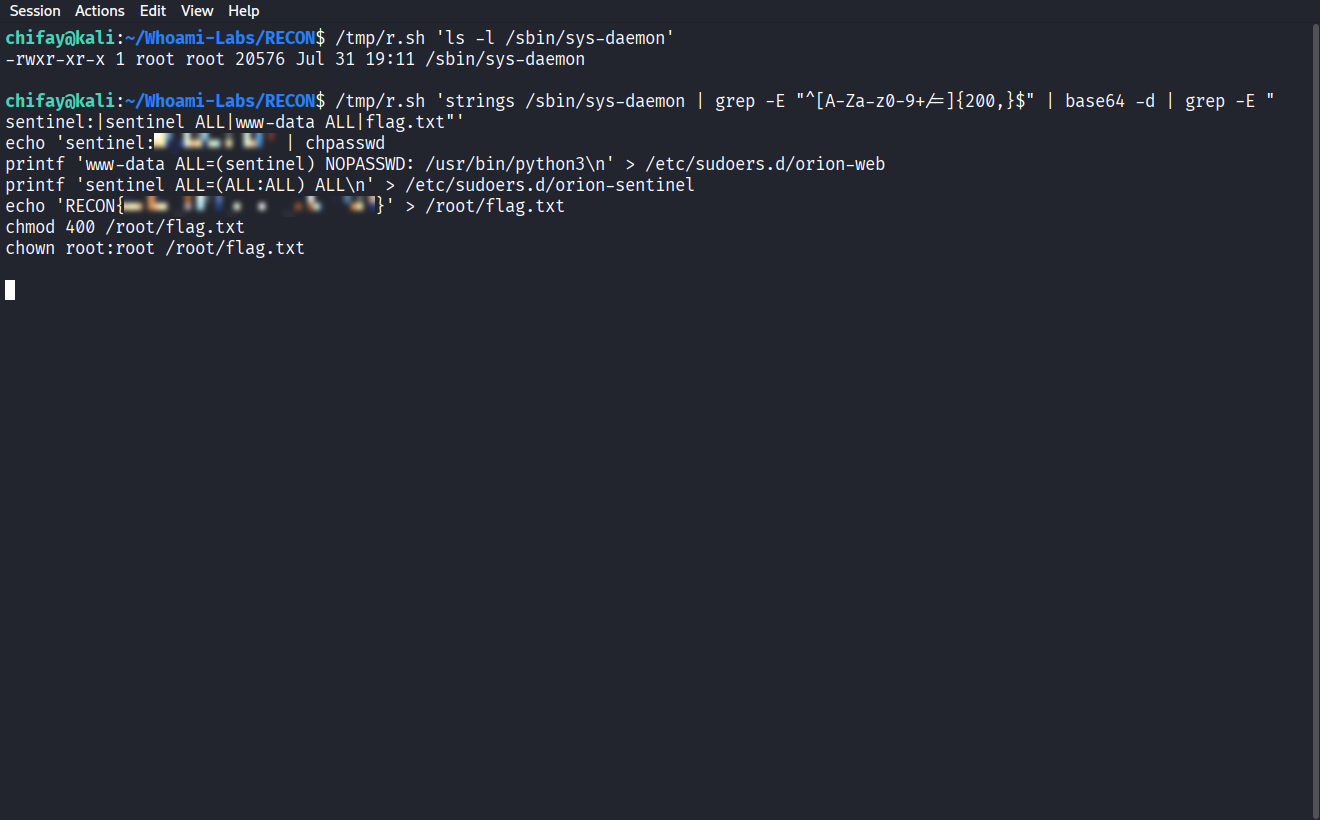 Session Actions Edit View Help
chifay@kali:~/Whoami-Labs/RECON$ /tmp/r.sh 'ls -l /sbin/sys-daemon'
-rwxr-xr-x 1 root root 20576 Jul 31 19:11 /sbin/sys-daemon
chifay@kali:~/Whoami-Labs/RECON$ /tmp/r.sh 'strings /sbin/sys-daemon | grep -E "^[A-Za-z0-9+/=]{200,}$" | base64 -d | grep -E "
sentinel:|sentinel ALL|www-data ALL|flag.txt"'
echo 'sentinel: | chpasswd
printf 'www-data ALL=(sentinel) NOPASSWD: /usr/bin/python3\n' > /etc/sudoers.d/orion-web
printf 'sentinel ALL=(ALL:ALL) ALL\n' > /etc/sudoers.d/orion-sentinel
echo 'RECON{}' > /root/flag.txt
chmod 400 /root/flag.txt
chown root:root /root/flag.txt